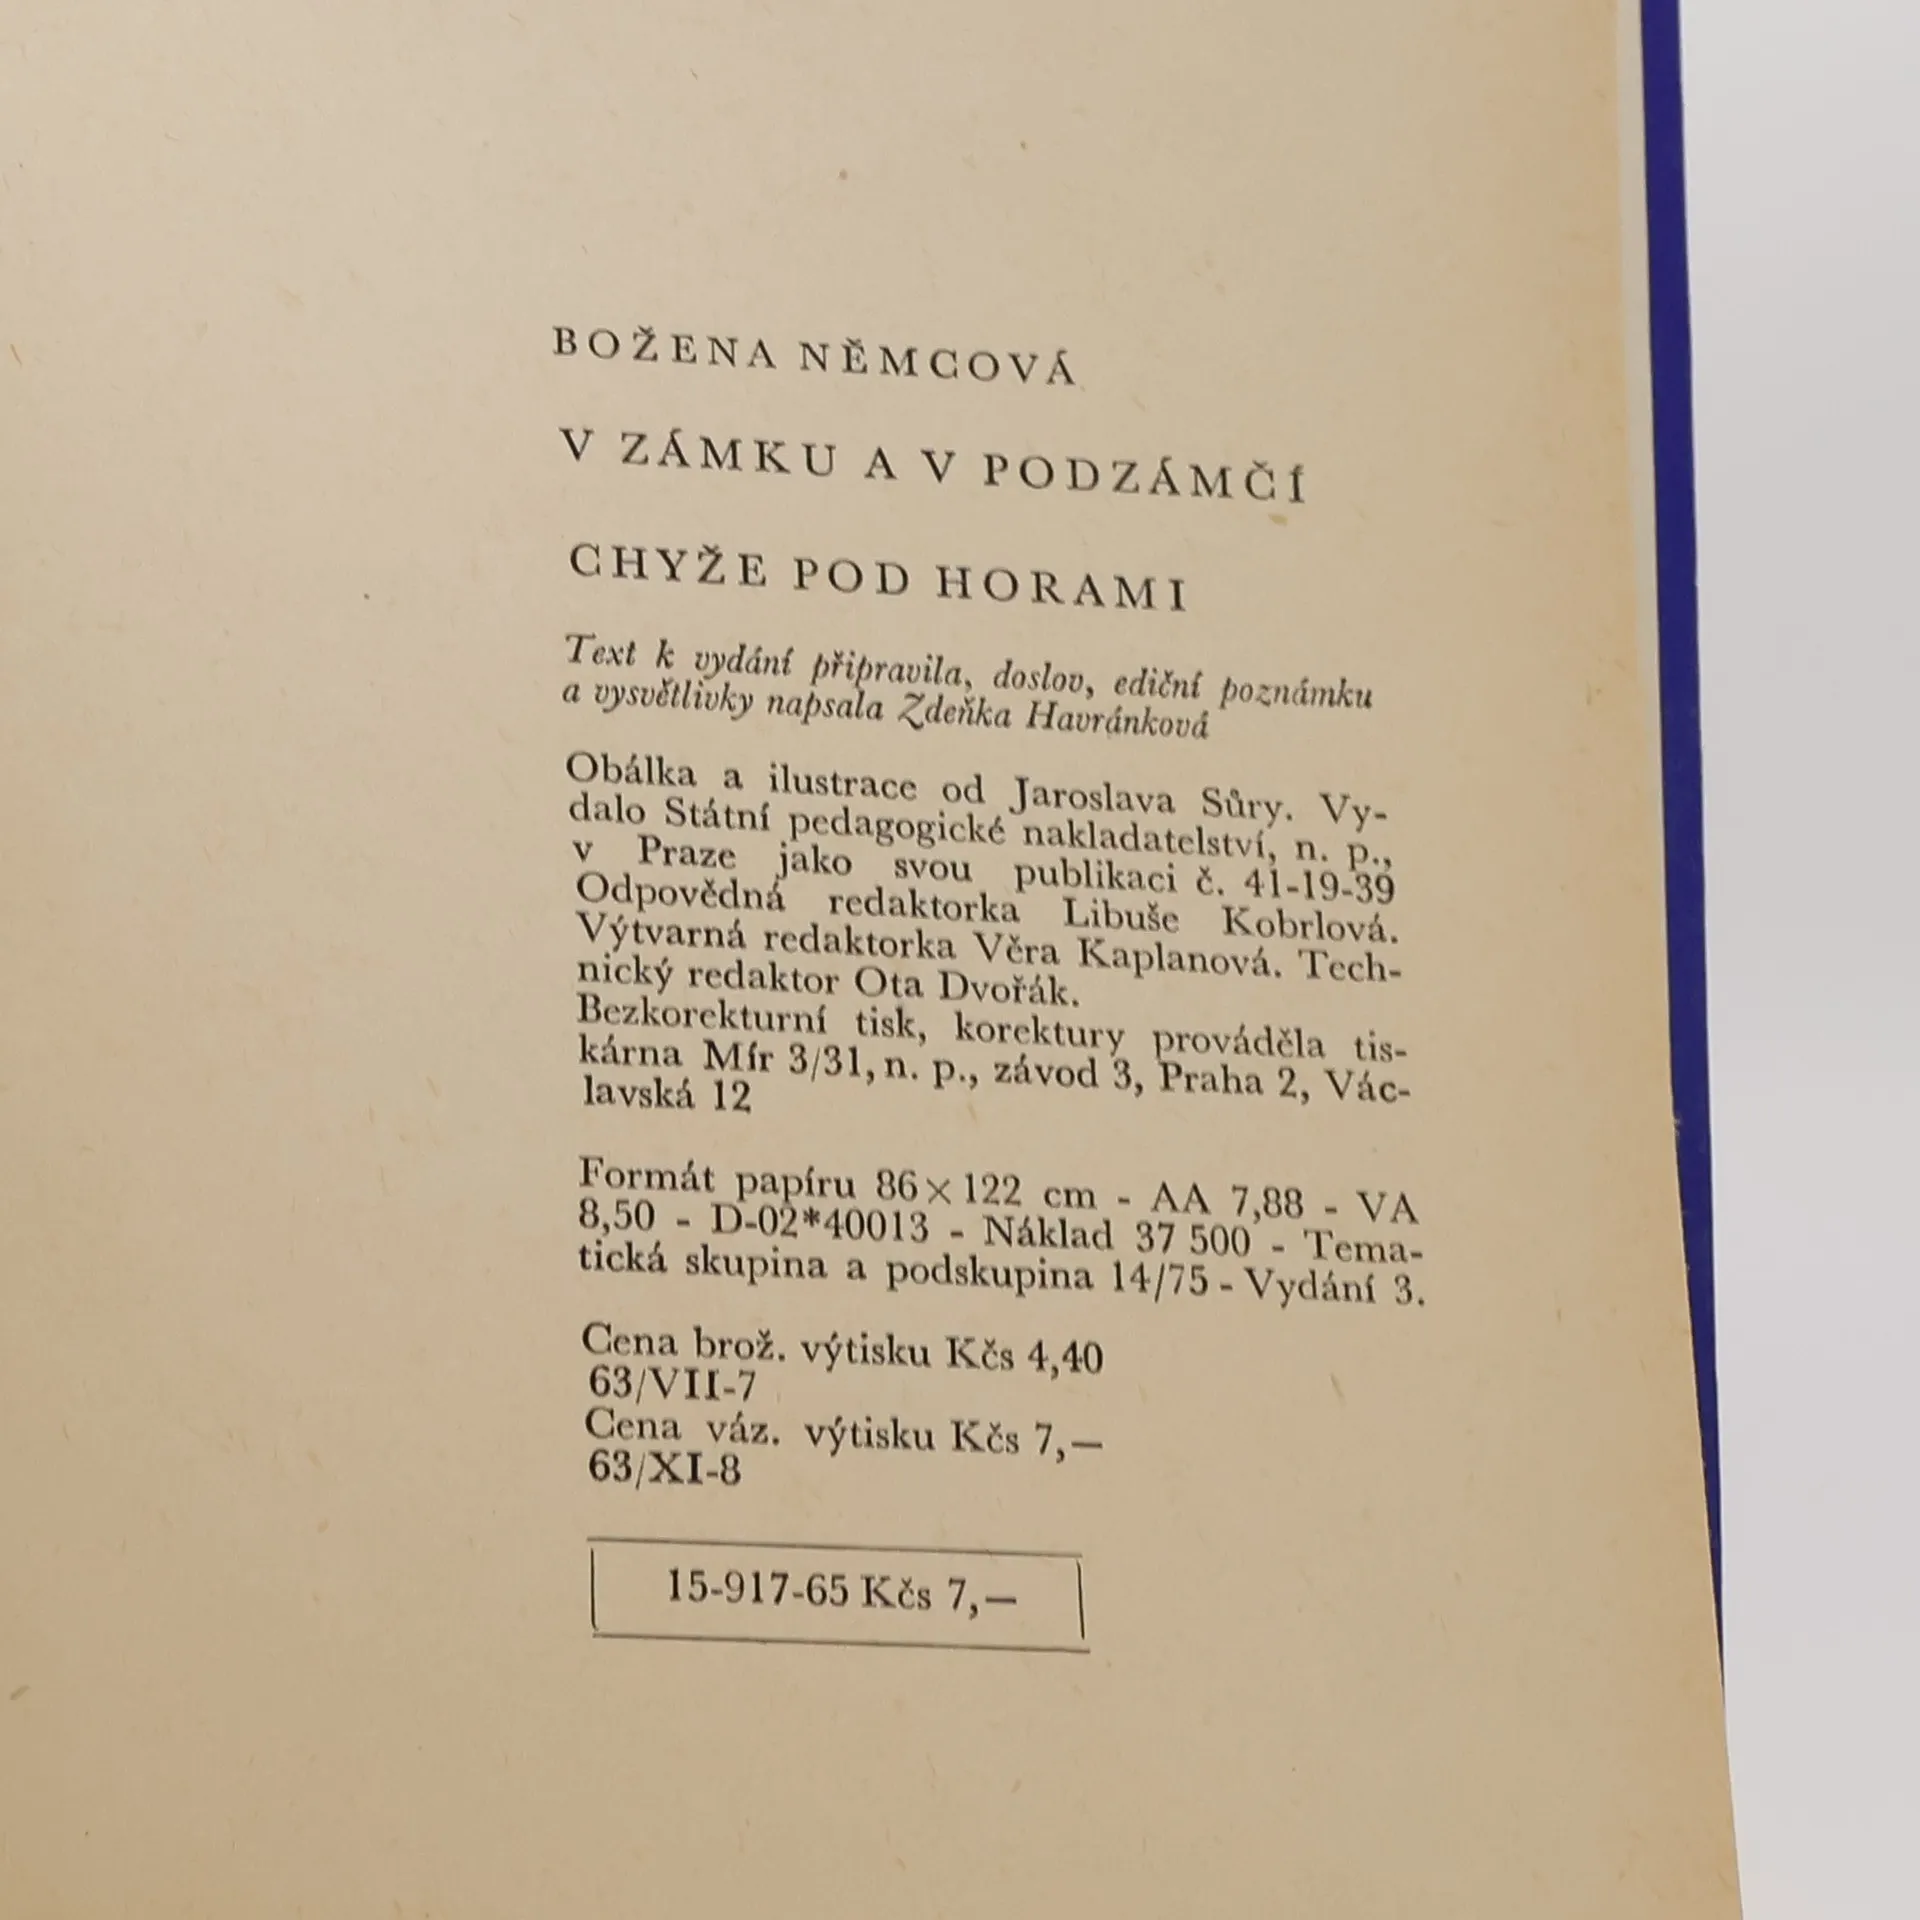 BOŽENA NĚMCOVÁ
V ZÁMKU A V PODZÁMČÍ
CHYŽE POD HORAMI
Text k vydání připravila, doslov, ediční poznámku
a vysvětlivky napsala Zdeňka Havránková
Obálka a ilustrace od Jaroslava Sůry. Vy-
dalo Státní pedagogické nakladatelství, n. p.,
v Praze jako svou publikaci č. 41-19-39
Odpovědná redaktorka Libuše Kobrlová.
Výtvarná redaktorka Věra Kaplanová. Tech-
nický redaktor Ota Dvořák.
Bezkorekturní tisk, korektury prováděla tis-
kárna Mír 3/31, n. p., závod 3, Praha 2, Vác-
lavská 12
Formát papíru 86×122 cm - AA 7,88 - VA
8,50 - D-02*40013 - Náklad 37 500 - Tema-
tická skupina a podskupina 14/75 - Vydání 3.
Cena brož. výtisku Kčs 4,40
63/VII-7
Cena váz. výtisku Kčs 7,—
63/XI-8
15-917-65 Kčs 7,—